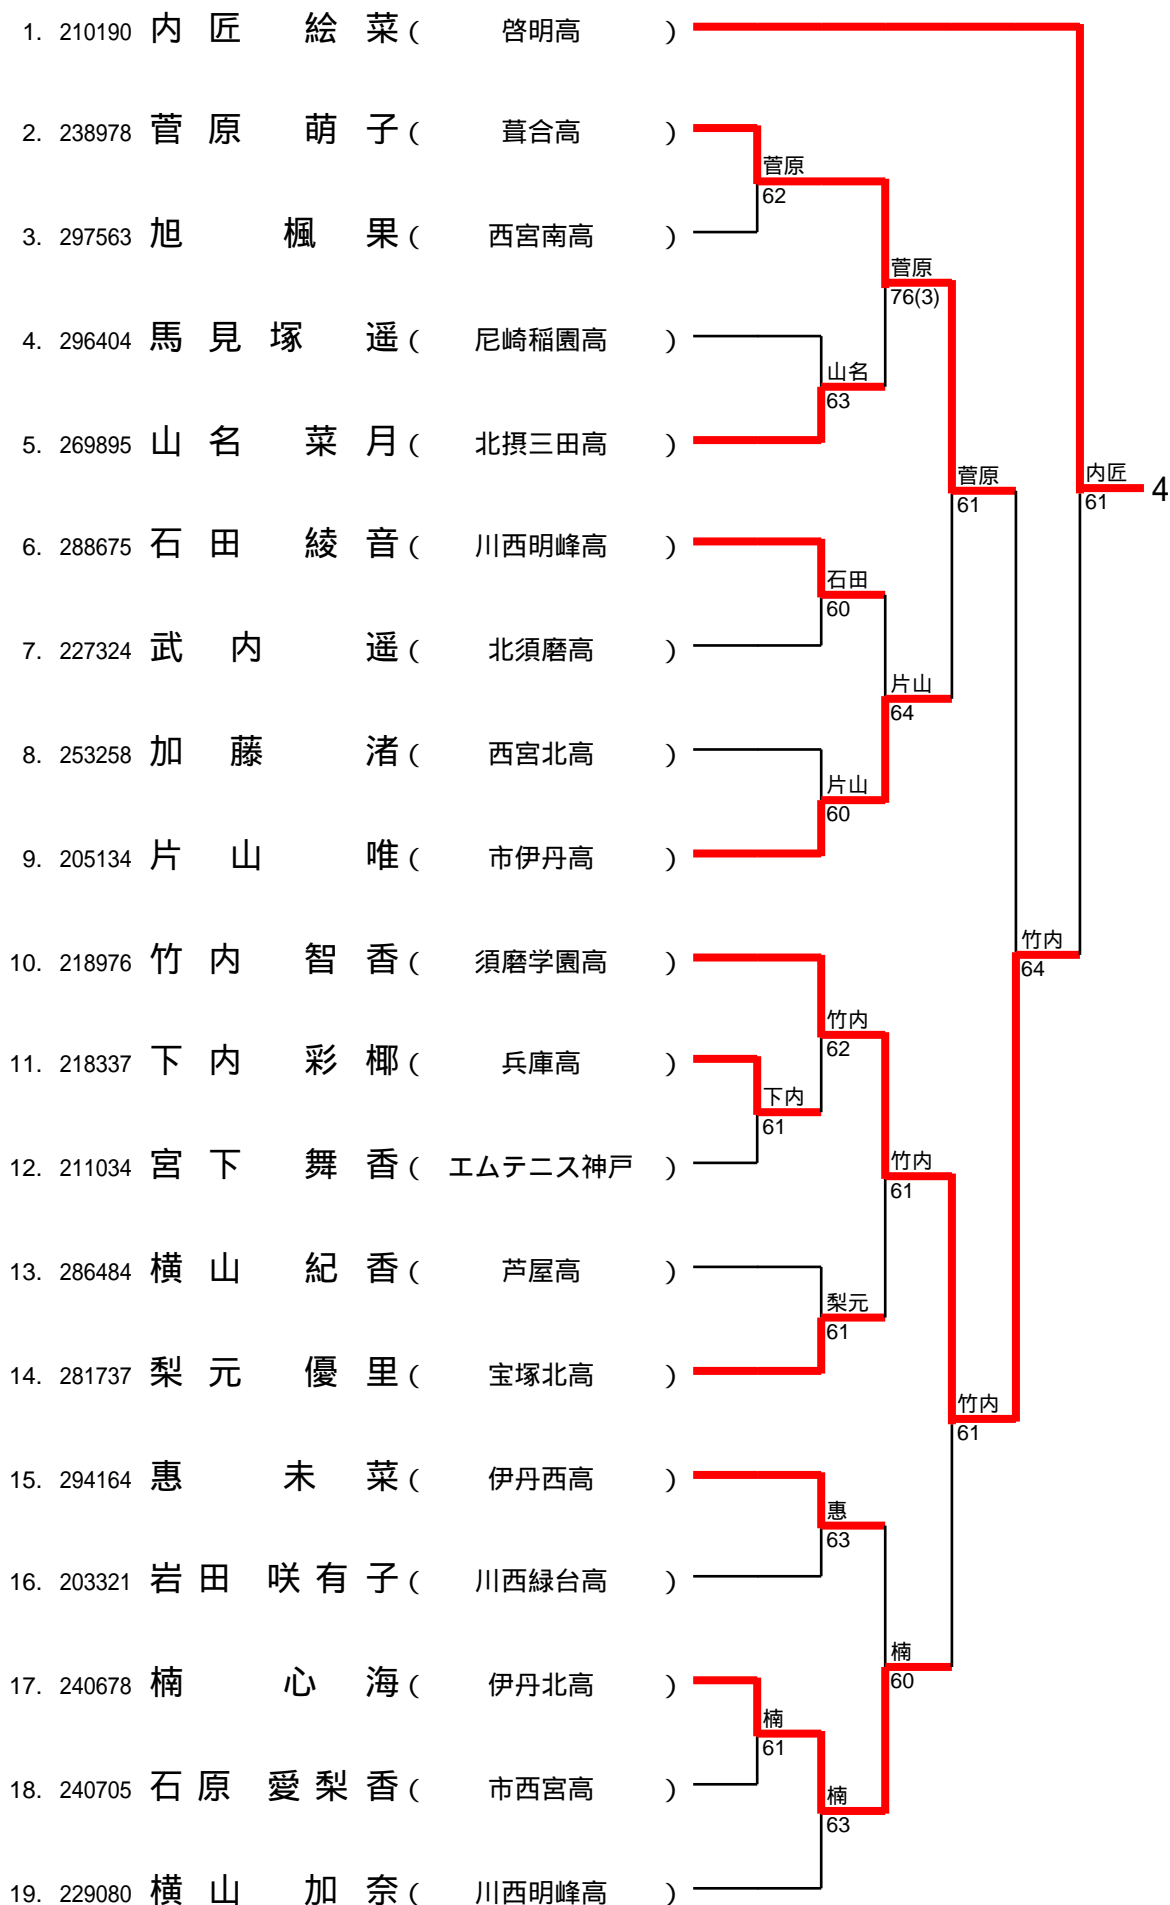 1. 210190 内匠 絵菜 ( 啓明高 )
2. 238978 菅原 萌子 ( 葺合高 )
菅原
62
3. 297563 旭 楓果 ( 西宮南高 )
菅原
76(3)
4. 296404 馬見塚 遥 ( 尼崎稲園高 )
山名
63
5. 269895 山名 菜月 ( 北摂三田高 )
菅原
61
内匠
61
4
6. 288675 石田 綾音 ( 川西明峰高 )
石田
60
7. 227324 武内 遥 ( 北須磨高 )
片山
64
8. 253258 加藤 渚 ( 西宮北高 )
片山
60
9. 205134 片山 唯 ( 市伊丹高 )
10. 218976 竹内 智香 ( 須磨学園高 )
竹内
64
竹内
62
11. 218337 下内 彩椰 ( 兵庫高 )
下内
61
12. 211034 宮下 舞香 ( エムテニス神戸 )
竹内
61
13. 286484 横山 紀香 ( 芦屋高 )
梨元
61
14. 281737 梨元 優里 ( 宝塚北高 )
竹内
61
15. 294164 惠 未菜 ( 伊丹西高 )
惠
63
16. 203321 岩田 咲有子 ( 川西緑台高 )
楠
60
17. 240678 楠 心海 ( 伊丹北高 )
楠
61
18. 240705 石原 愛梨香 ( 市西宮高 )
楠
63
19. 229080 横山 加奈 ( 川西明峰高 )